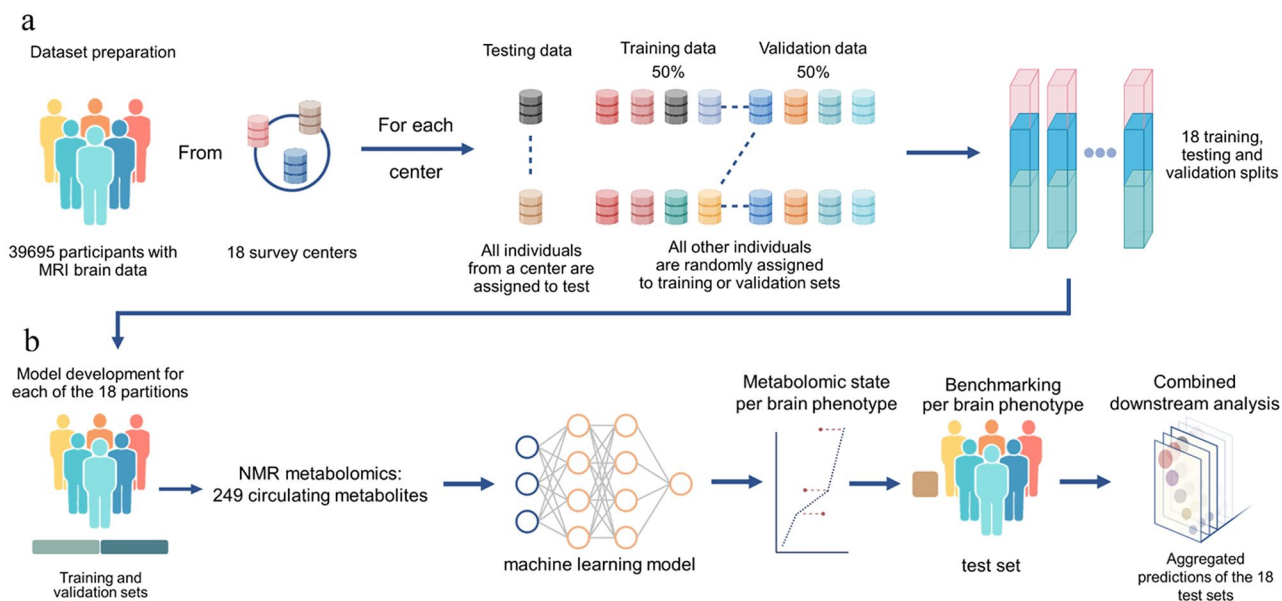 a
Dataset preparation
39695 participants with
MRI brain data
From
18 survey centers
For each
center
Testing data
All individuals
from a center are
assigned to test
Training data
50%
Validation data
50%
All other individuals
are randomly assigned
to training or validation sets
18 training,
testing and
validation splits
b
Model development for
each of the 18 partitions
Training and
validation sets
NMR metabolomics:
249 circulating metabolites
machine learning model
Metabolomic state
per brain phenotype
Benchmarking
per brain phenotype
test set
Combined
downstream analysis
Aggregated
predictions of the 18
test sets